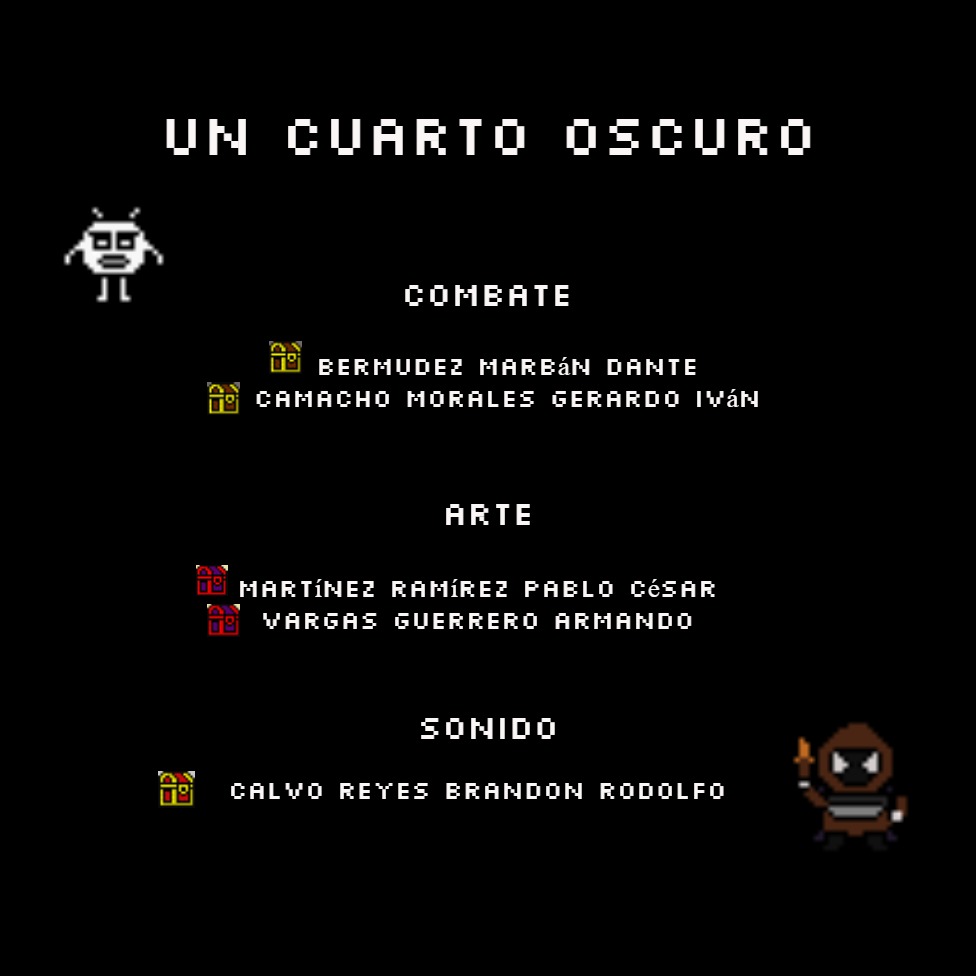 UN CUARTO OSCURO
COMBATE
BERMUDEZ MARBáN DANTE
CAMACHO MORALES GERARDO IVáN
ARTE
MARTíNEZ RAMíREZ PABLO CéSAR
VARGAS GUERRERO ARMANDO
SONIDO
CALVO REYES BRANDON RODOLFO